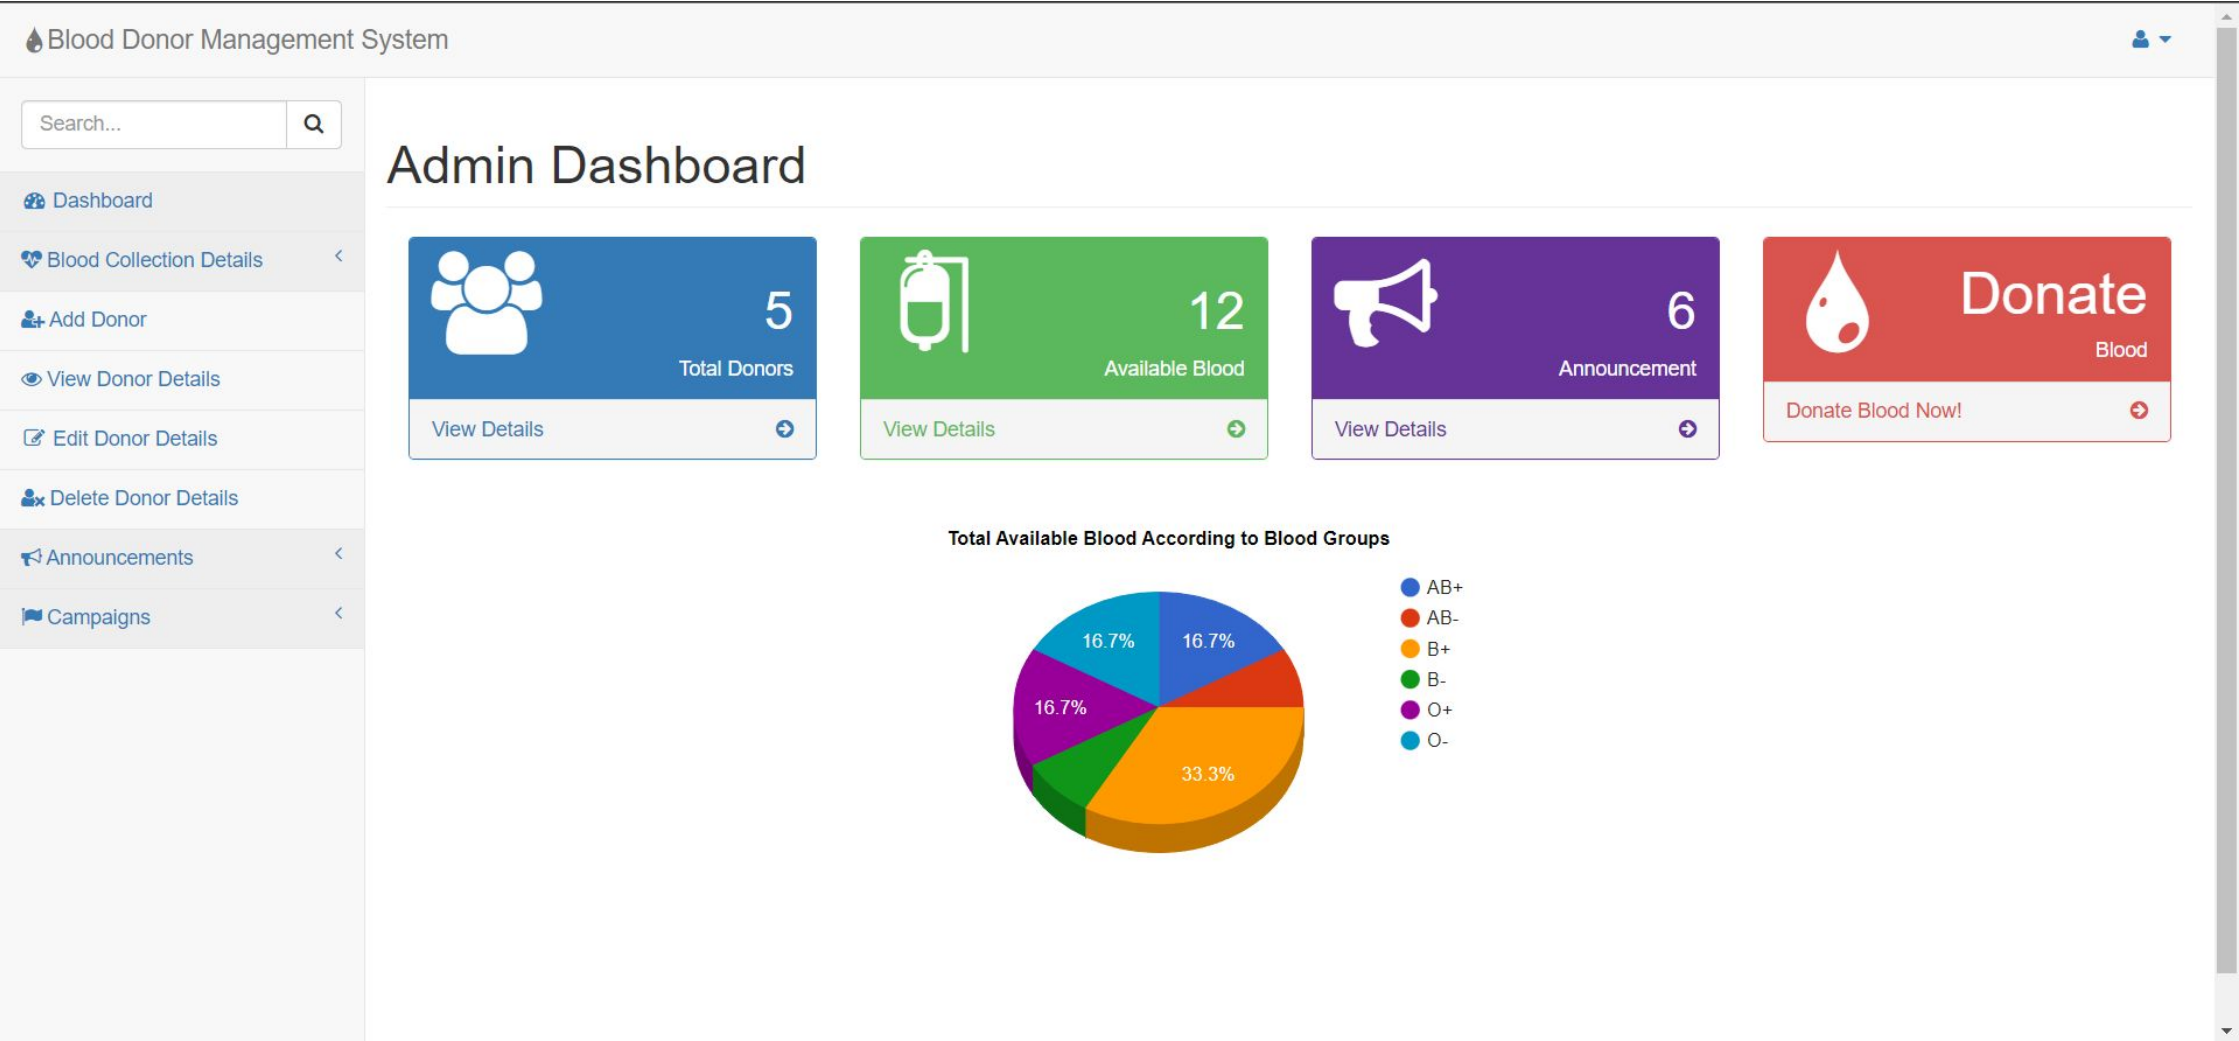 Blood Donor Management System
Search...
Dashboard
Blood Collection Details
Add Donor
View Donor Details
Edit Donor Details
Delete Donor Details
Announcements
Campaigns
Admin Dashboard
5
Total Donors
View Details
12
Available Blood
View Details
6
Announcement
View Details
Donate
Blood
Donate Blood Now!
Total Available Blood According to Blood Groups
16.7%
16.7%
16.7%
33.3%
AB+
AB-
B+
B-
O+
O-